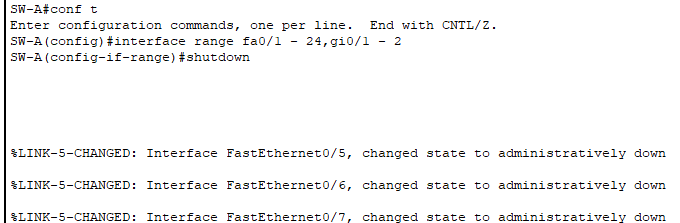 SW-A#conf t
Enter configuration commands, one per line.  End with CNTL/Z.
SW-A(config)#interface range fa0/1 - 24,gi0/1 - 2
SW-A(config-if-range)#shutdown
%LINK-5-CHANGED: Interface FastEthernet0/5, changed state to administratively down
%LINK-5-CHANGED: Interface FastEthernet0/6, changed state to administratively down
%LINK-5-CHANGED: Interface FastEthernet0/7, changed state to administratively down